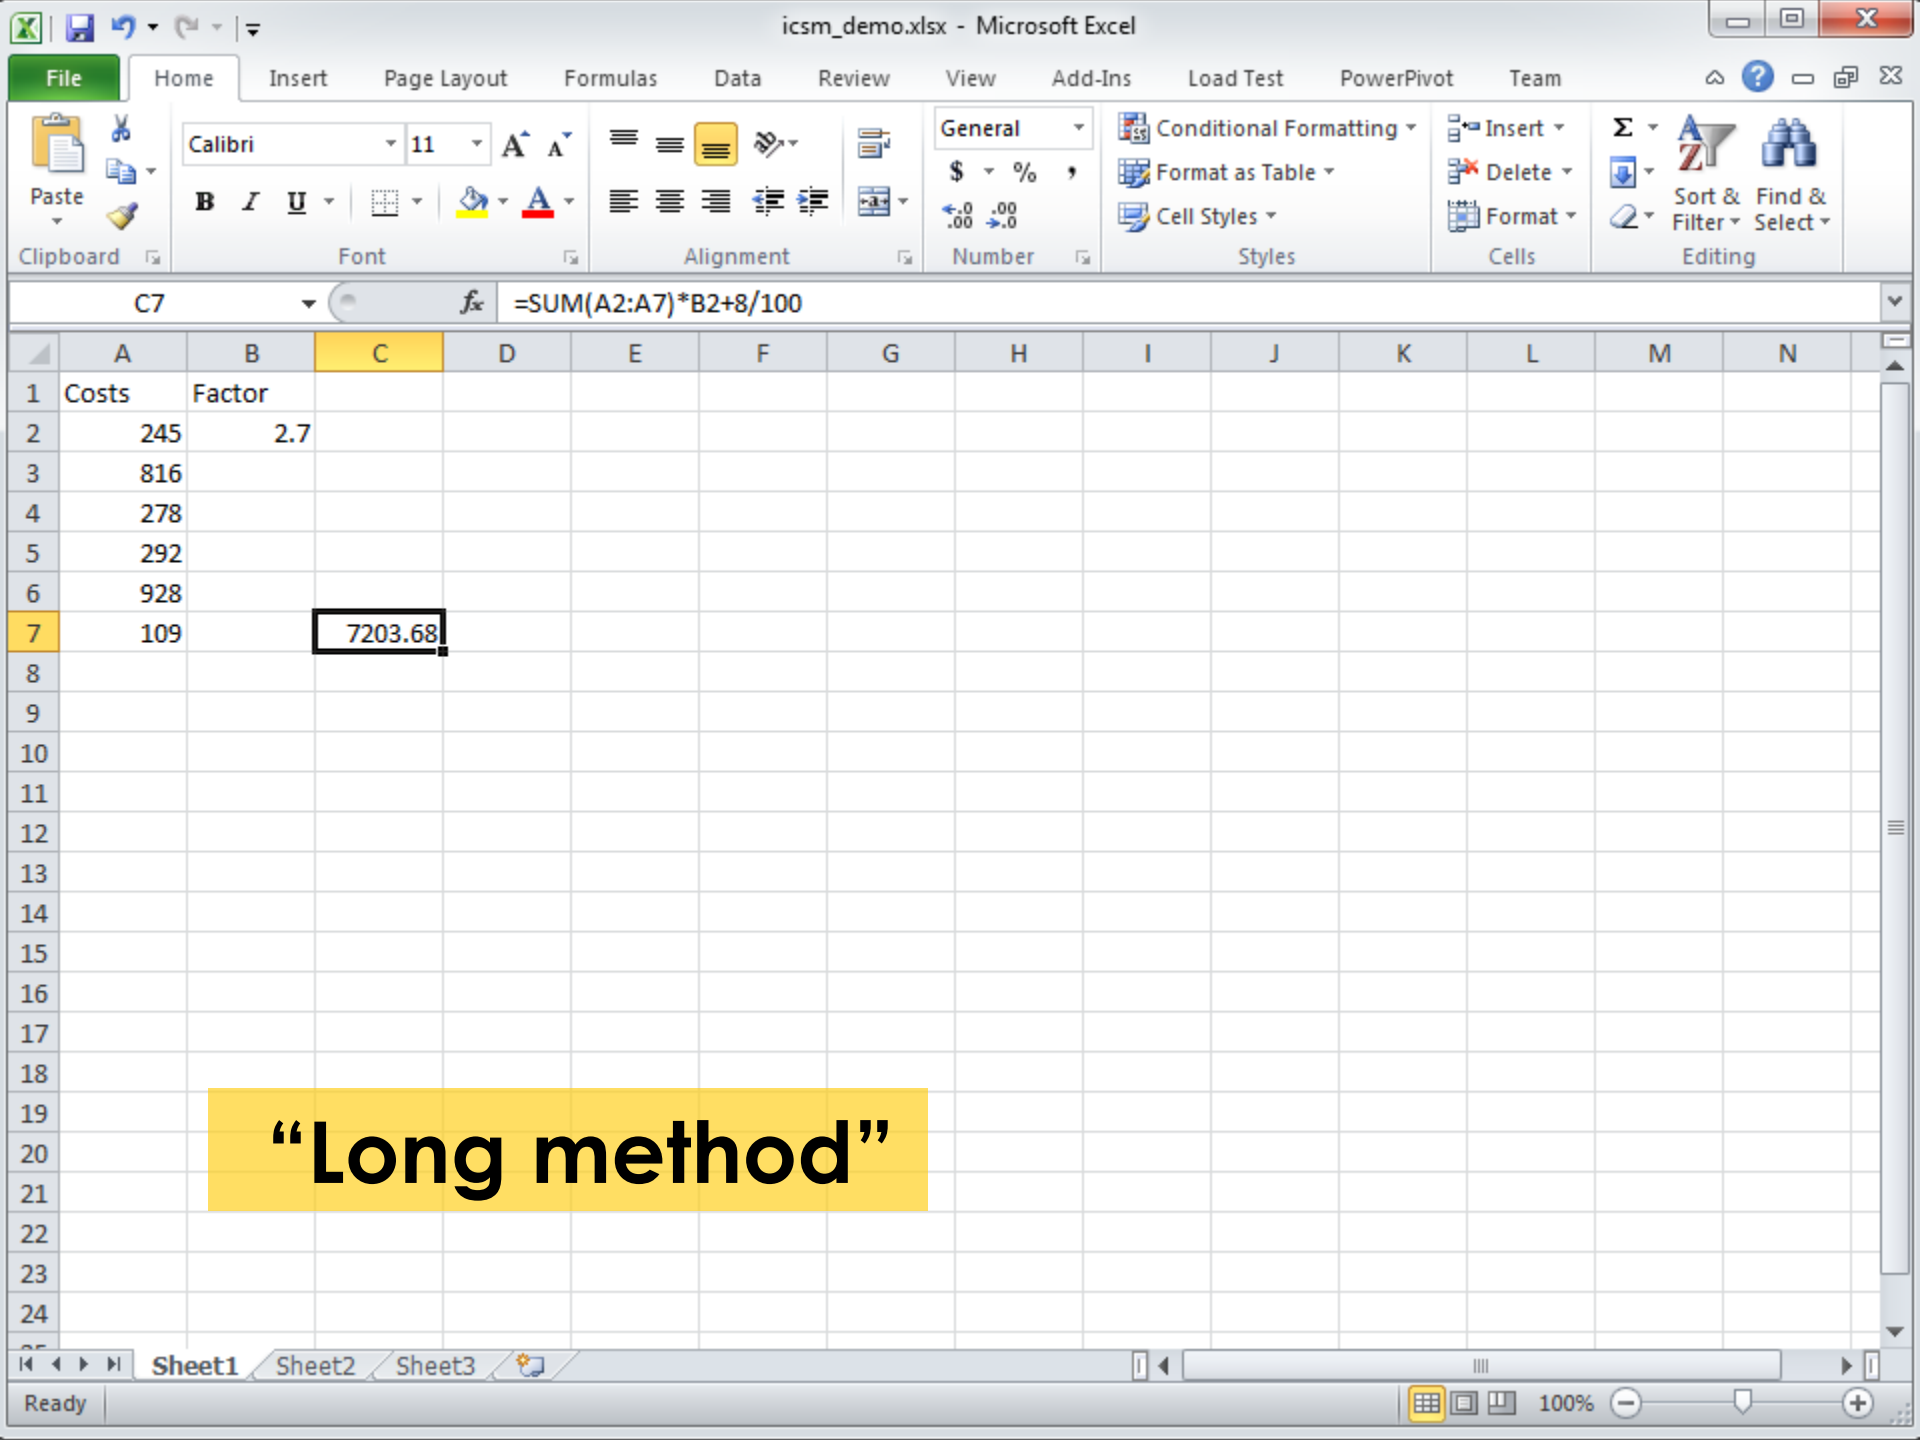 icsm_demo.xlsx - Microsoft Excel
File Home Insert Page Layout Formulas Data Review View Add-Ins Load Test PowerPivot Team
Paste
Clipboard
Calibri 11
B I U
Font
Alignment
General
$ % ,
Number
Conditional Formatting
Format as Table
Cell Styles
Styles
Insert
Delete
Format
Cells
Σ
Sort & Filter
Find & Select
Editing
C7 fx =SUM(A2:A7)*B2+8/100
A B C D E F G H I J K L M N
1 Costs Factor
2 245 2.7
3 816
4 278
5 292
6 928
7 109 7203.68
8
9
10
11
12
13
14
15
16
17
18
19
20
21
22
23
24
“Long method”
Sheet1 Sheet2 Sheet3
Ready 100%